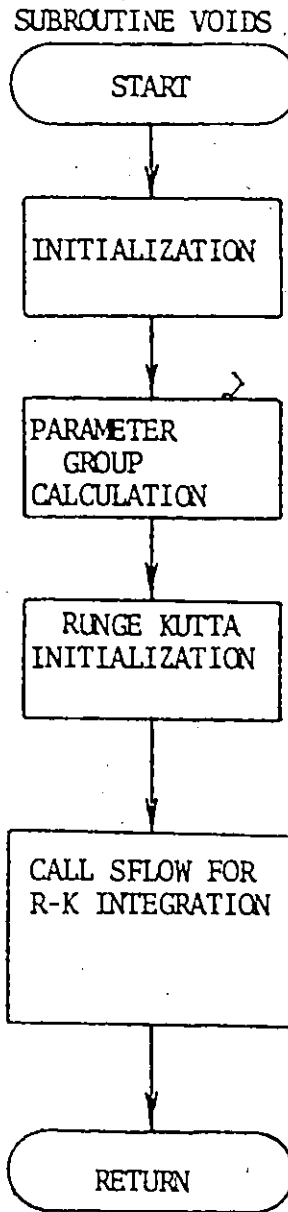 SUBROUTINE VOIDS
START
INITIALIZATION
PARAMETER
GROUP
CALCULATION
RUNGE KUTTA
INITIALIZATION
CALL SFLOW FOR
R-K INTEGRATION
RETURN